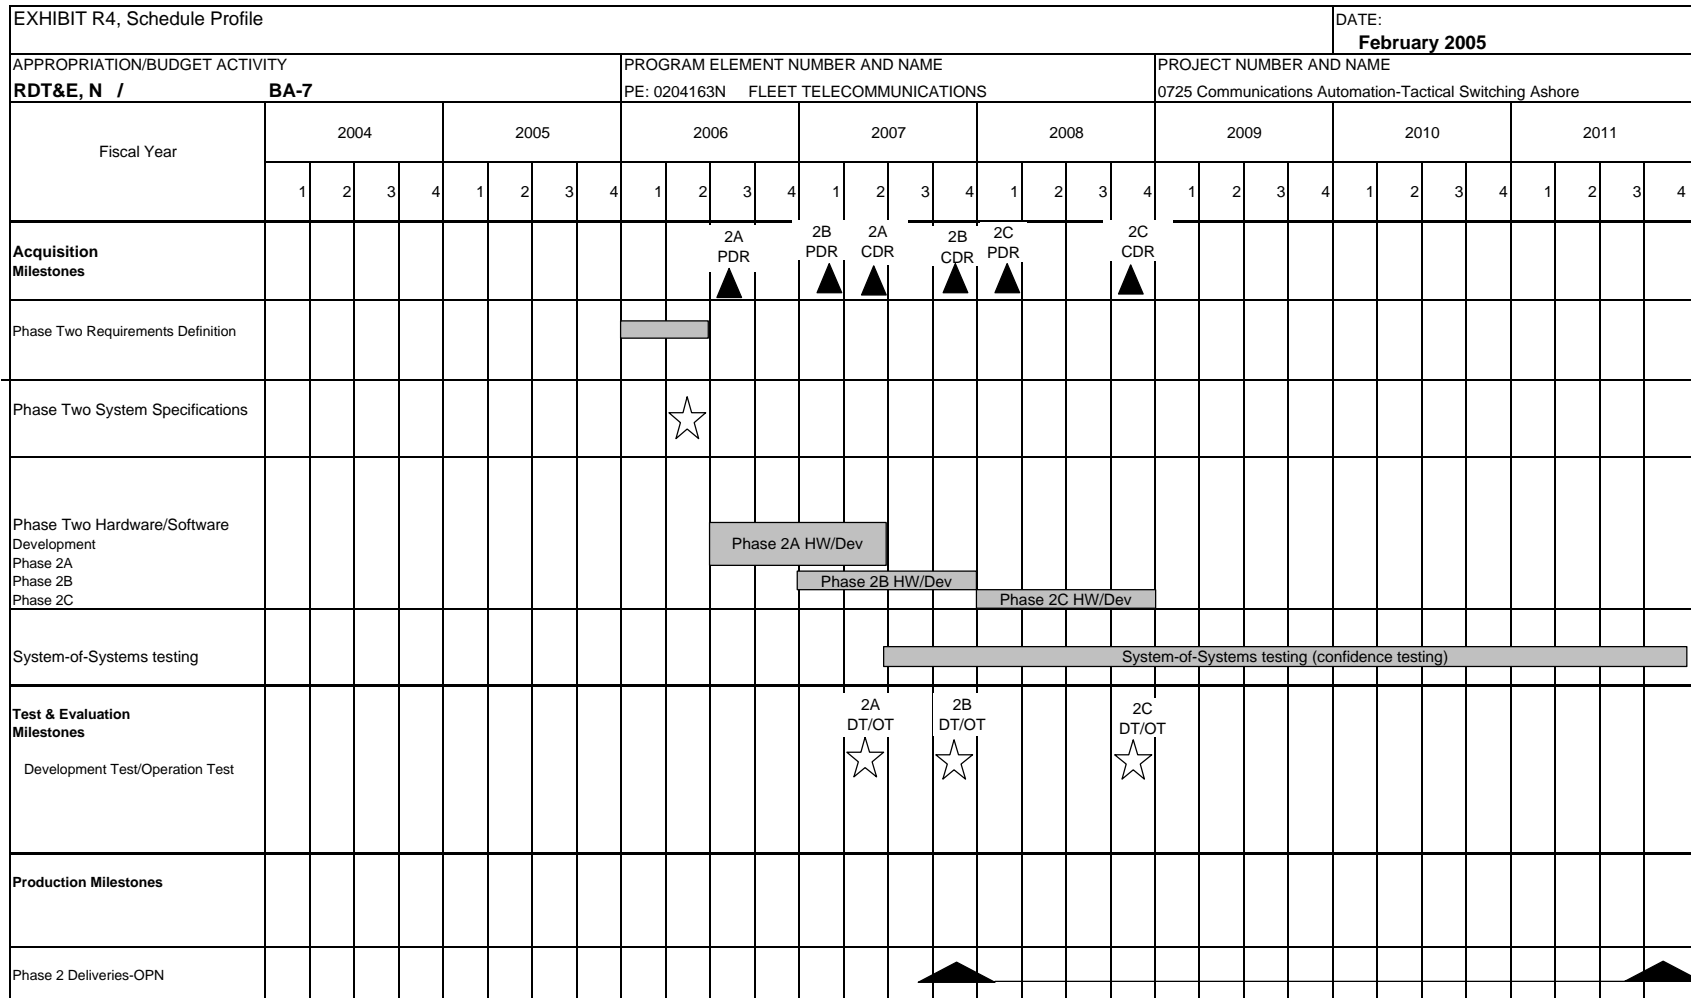 EXHIBIT R4, Schedule Profile
DATE:
February 2005
APPROPRIATION/BUDGET ACTIVITY
PROGRAM ELEMENT NUMBER AND NAME
PROJECT NUMBER AND NAME
RDT&E, N / BA-7
PE: 0204163N FLEET TELECOMMUNICATIONS
0725 Communications Automation-Tactical Switching Ashore
Fiscal Year
2004 2005 2006 2007 2008 2009 2010 2011
1 2 3 4 1 2 3 4 1 2 3 4 1 2 3 4 1 2 3 4 1 2 3 4 1 2 3 4 1 2 3 4
Acquisition
Milestones
2A
PDR
2B
PDR
2A
CDR
2B
CDR
2C
PDR
2C
CDR
Phase Two Requirements Definition
Phase Two System Specifications
Phase Two Hardware/Software
Development
Phase 2A
Phase 2B
Phase 2C
Phase 2A HW/Dev
Phase 2B HW/Dev
Phase 2C HW/Dev
System-of-Systems testing
System-of-Systems testing (confidence testing)
Test & Evaluation
Milestones
2A
DT/OT
2B
DT/OT
2C
DT/OT
Development Test/Operation Test
Production Milestones
Phase 2 Deliveries-OPN